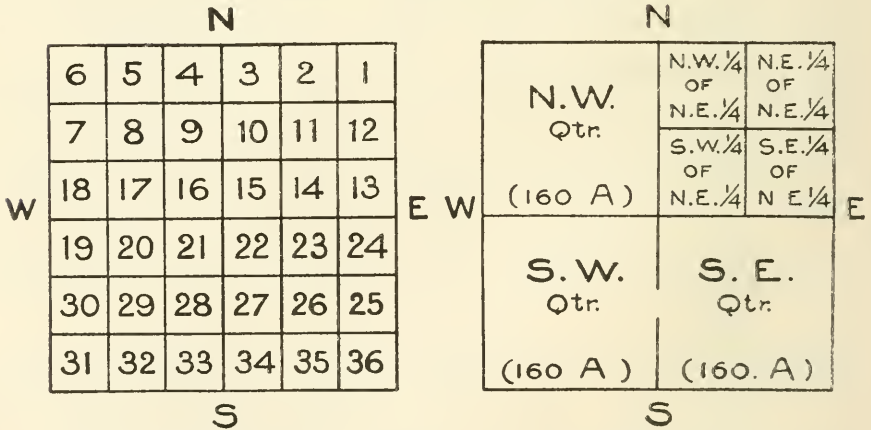 N
6 5 4 3 2 1
7 8 9 10 11 12
W 18 17 16 15 14 13 E
19 20 21 22 23 24
30 29 28 27 26 25
31 32 33 34 35 36
S
N
N.W.
Qtr.
(160 A)
N.W.¼
OF
N.E.¼
N.E.¼
OF
N.E.¼
S.W.¼
OF
N.E.¼
S.E.¼
OF
N E¼
W
E
S.W.
Qtr.
(160 A)
S.E.
Qtr.
(160. A)
S